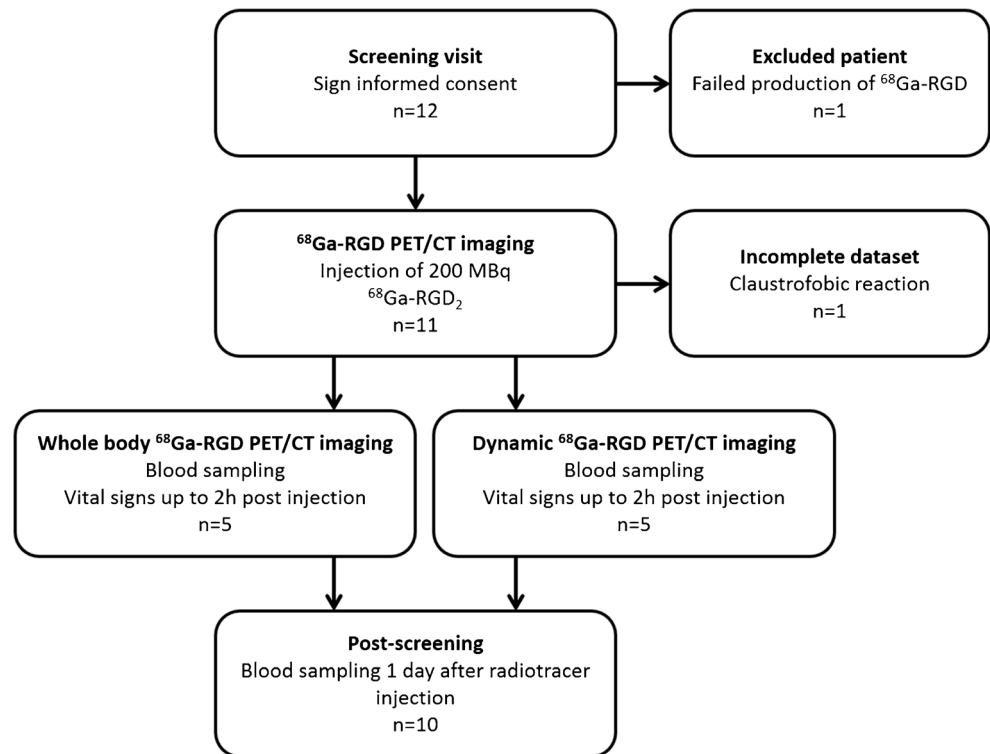 Screening visit
Sign informed consent
n=12
Excluded patient
Failed production of ⁶⁸Ga-RGD
n=1
⁶⁸Ga-RGD PET/CT imaging
Injection of 200 MBq
⁶⁸Ga-RGD₂
n=11
Incomplete dataset
Claustrofobic reaction
n=1
Whole body ⁶⁸Ga-RGD PET/CT imaging
Blood sampling
Vital signs up to 2h post injection
n=5
Dynamic ⁶⁸Ga-RGD PET/CT imaging
Blood sampling
Vital signs up to 2h post injection
n=5
Post-screening
Blood sampling 1 day after radiotracer
injection
n=10